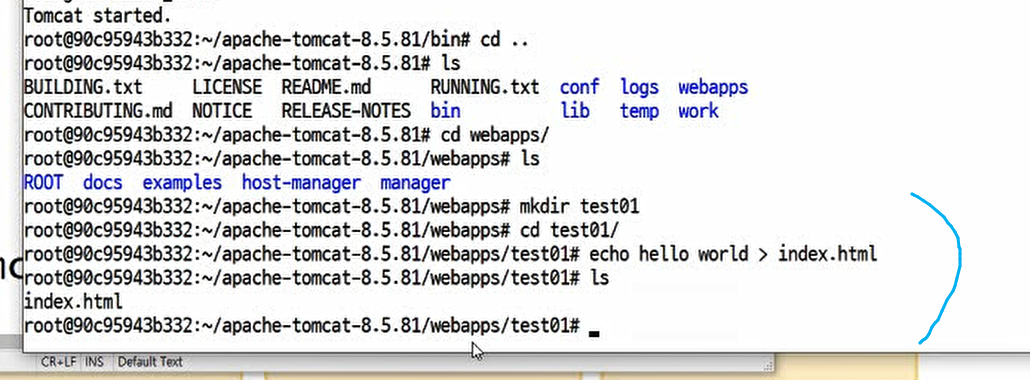 Tomcat started.
root@90c95943b332:~/apache-tomcat-8.5.81/bin# cd ..
root@90c95943b332:~/apache-tomcat-8.5.81# ls
BUILDING.txt LICENSE README.md RUNNING.txt conf logs webapps
CONTRIBUTING.md NOTICE RELEASE-NOTES bin lib temp work
root@90c95943b332:~/apache-tomcat-8.5.81# cd webapps/
root@90c95943b332:~/apache-tomcat-8.5.81/webapps# ls
ROOT docs examples host-manager manager
root@90c95943b332:~/apache-tomcat-8.5.81/webapps# mkdir test01
root@90c95943b332:~/apache-tomcat-8.5.81/webapps# cd test01/
root@90c95943b332:~/apache-tomcat-8.5.81/webapps/test01# echo hello world > index.html
root@90c95943b332:~/apache-tomcat-8.5.81/webapps/test01# ls
index.html
root@90c95943b332:~/apache-tomcat-8.5.81/webapps/test01#
CR+LF INS Default Text